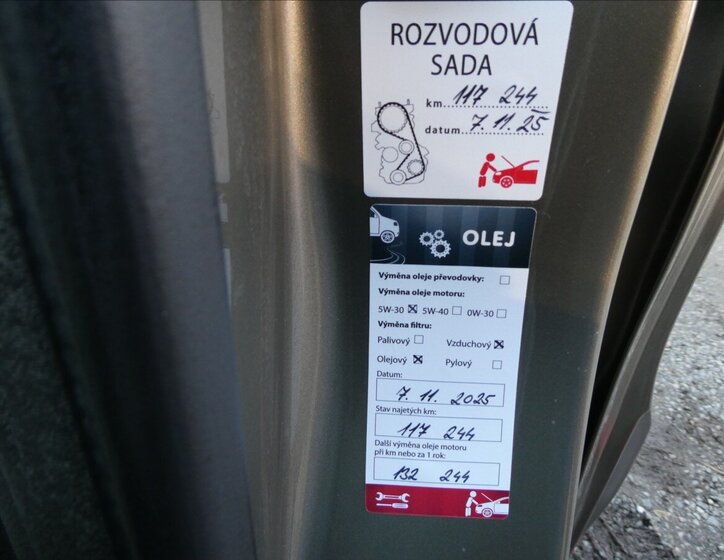 ROZVODOVÁ
SADA
km 117 244
datum 7. 11. 25
OLEJ
Výměna oleje převodovky:
Výměna oleje motoru:
5W-30 ☒ 5W-40 ☐ 0W-30 ☐
Výměna filtru:
Palivový ☐ Vzduchový ☒
Olejový ☒ Pylový ☐
Datum:
7. 11. 2025
Stav najetých km:
117 244
Další výměna oleje motoru
při km nebo za 1 rok:
132 244